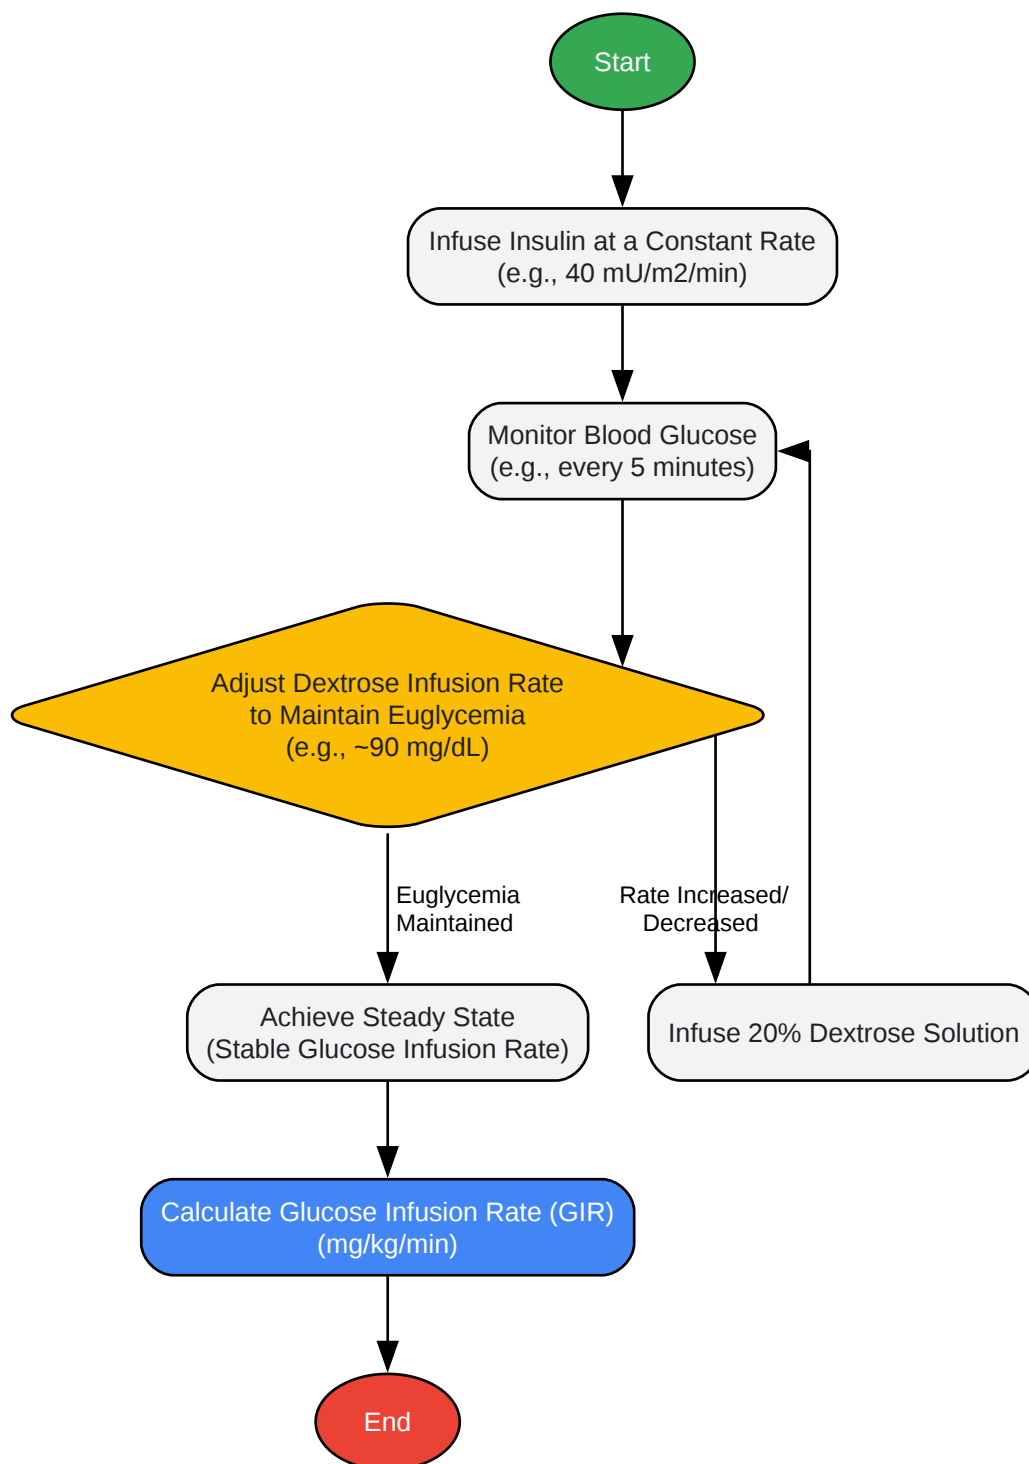 Start
Infuse Insulin at a Constant Rate
(e.g., 40 mU/m2/min)
Monitor Blood Glucose
(e.g., every 5 minutes)
Adjust Dextrose Infusion Rate
to Maintain Euglycemia
(e.g., ~90 mg/dL)
Euglycemia
Maintained
Rate Increased/
Decreased
Achieve Steady State
(Stable Glucose Infusion Rate)
Infuse 20% Dextrose Solution
Calculate Glucose Infusion Rate (GIR)
(mg/kg/min)
End